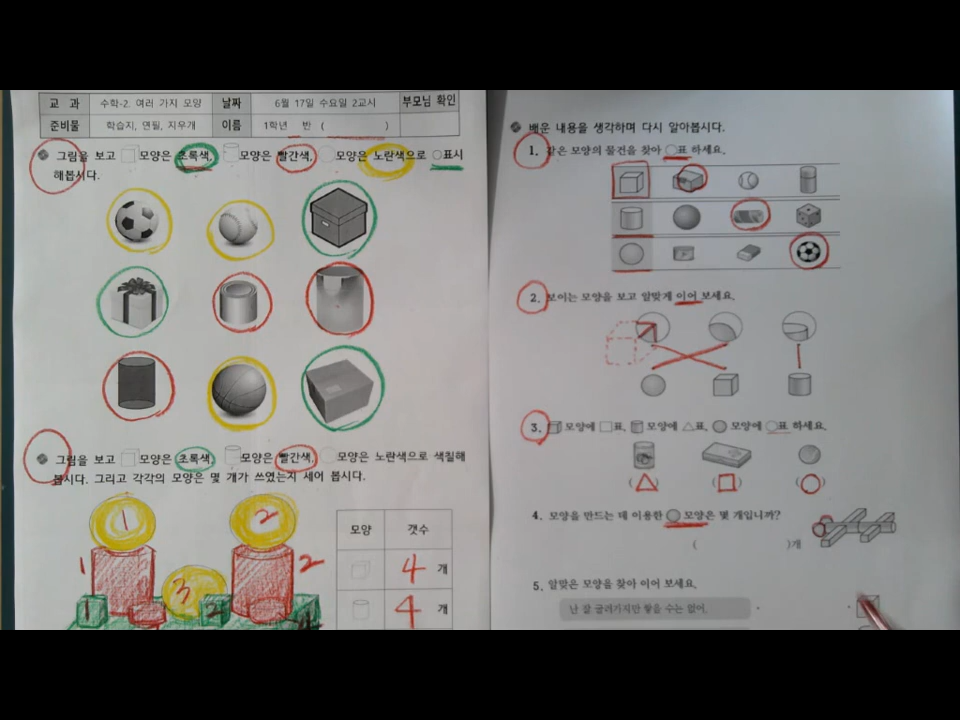 교 과 수학-2. 여러 가지 모양 날짜 6월 17일 수요일 2교시 부모님 확인
준비물 학습지, 연필, 지우개 이름 1학년 반 ( )
그림을 보고 모양은 초록색, 모양은 빨간색, 모양은 노란색으로 ○표시
해봅시다.
그림을 보고 모양은 초록색, 모양은 빨간색, 모양은 노란색으로 색칠해
봅시다. 그리고 각각의 모양은 몇 개가 쓰였는지 세어 봅시다.
1 2
1 2
3
1 2 4
모양 갯수
4 개
4 개
배운 내용을 생각하며 다시 알아봅시다.
1. 같은 모양의 물건을 찾아 ○표 하세요.
2. 보이는 모양을 보고 알맞게 이어 보세요.
3. 모양에 □표, 모양에 △표, 모양에 ○표 하세요.
(△) (□) (○)
4. 모양을 만드는 데 이용한 모양은 몇 개입니까?
( )개
5. 알맞은 모양을 찾아 이어 보세요.
난 잘 굴러가지만 쌓을 수는 없어.